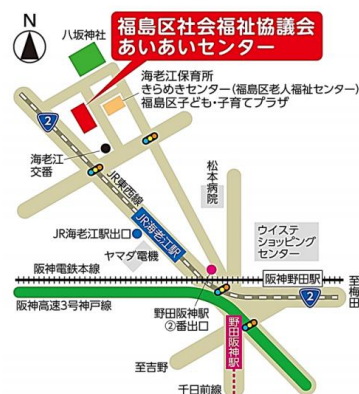 N
八坂神社
福島区社会福祉協議会
あいあいセンター
海老江保育所
きらめきセンター(福島区老人福祉センター)
福島区子ども・子育てプラザ
2
海老江
交番
JR東西線
松本
病院
JR海老江駅
JR海老江駅出口
ヤマダ電機
ウイステ
ショッピング
センター
阪神電鉄本線
阪神野田駅
至梅田
阪神高速3号神戸線
野田阪神駅
②番出口
2
野田阪神駅
至吉野
千日前線